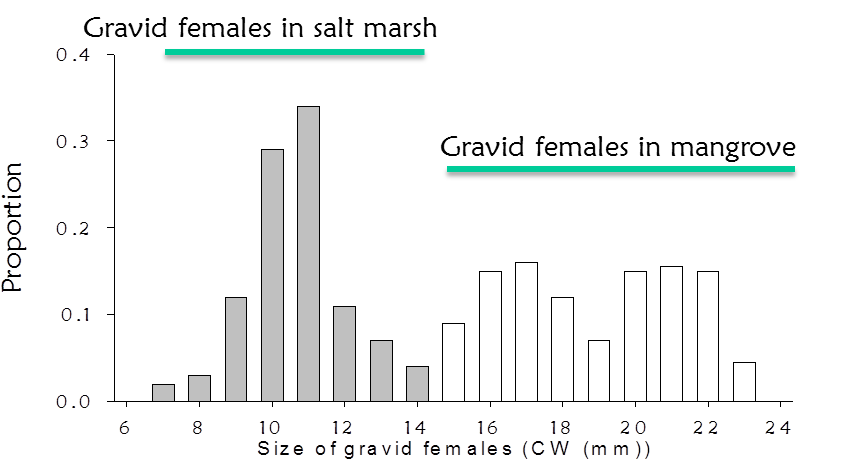 Gravid females in salt marsh
Gravid females in mangrove
Proportion
0.4
0.3
0.2
0.1
0.0
6 8 10 12 14 16 18 20 22 24
Size of gravid females (CW (mm))